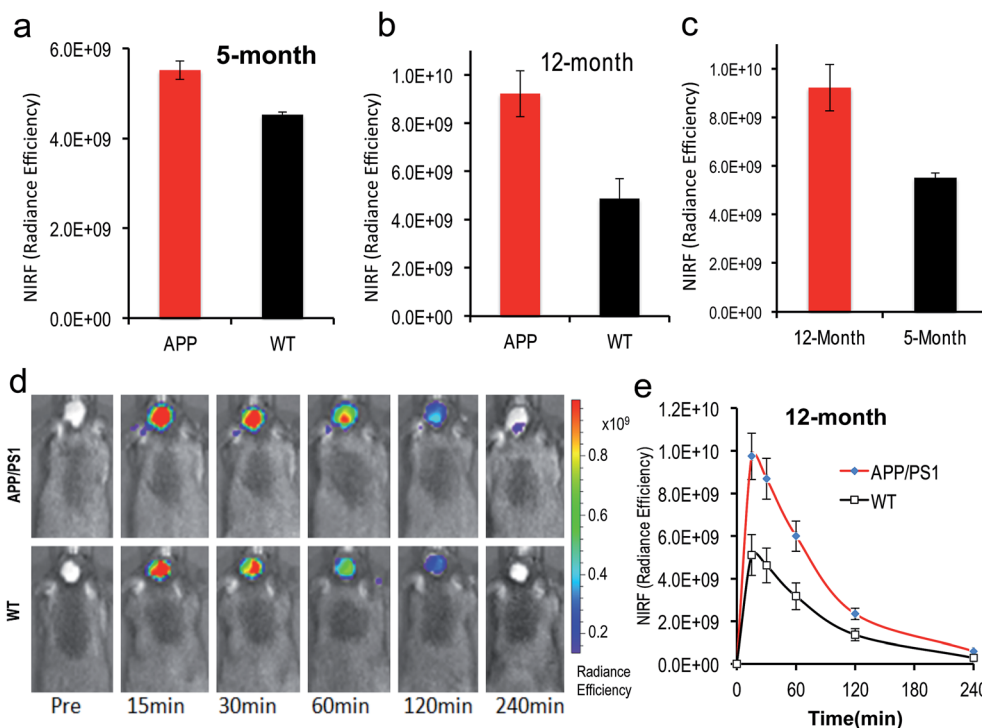 a
5-month
NIRF (Radiance Efficiency)
6.0E+09
4.0E+09
2.0E+09
0.0E+00
APP
WT
b
12-month
NIRF (Radiance Efficiency)
1.0E+10
8.0E+09
6.0E+09
4.0E+09
2.0E+09
0.0E+00
APP
WT
c
NIRF (Radiance Efficiency)
1.0E+10
8.0E+09
6.0E+09
4.0E+09
2.0E+09
0.0E+00
12-Month
5-Month
d
APP/PS1
WT
Pre
15min
30min
60min
120min
240min
x10⁹
0.8
0.6
0.4
0.2
Radiance
Efficiency
e
12-month
NIRF (Radiance Efficiency)
1.2E+10
1.0E+10
8.0E+09
6.0E+09
4.0E+09
2.0E+09
0.0E+00
APP/PS1
WT
0
60
120
180
240
Time(min)